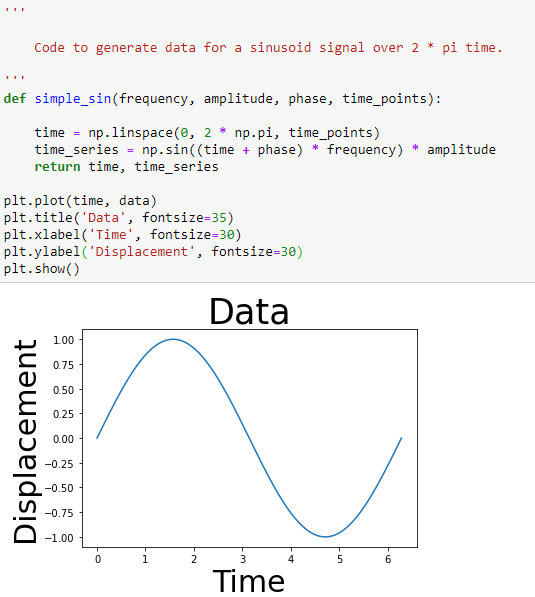 '''
Code to generate data for a sinusoid signal over 2 * pi time.
'''
def simple_sin(frequency, amplitude, phase, time_points):
time = np.linspace(0, 2 * np.pi, time_points)
time_series = np.sin((time + phase) * frequency) * amplitude
return time, time_series
plt.plot(time, data)
plt.title('Data', fontsize=35)
plt.xlabel('Time', fontsize=30)
plt.ylabel('Displacement', fontsize=30)
plt.show()
Data
Displacement
1.00
0.75
0.50
0.25
0.00
−0.25
−0.50
−0.75
−1.00
0 1 2 3 4 5 6
Time